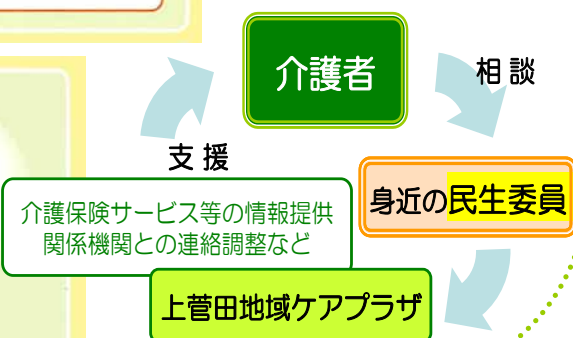 介護者
相談
支援
身近の民生委員
介護保険サービス等の情報提供
関係機関との連絡調整など
上菅田地域ケアプラザ